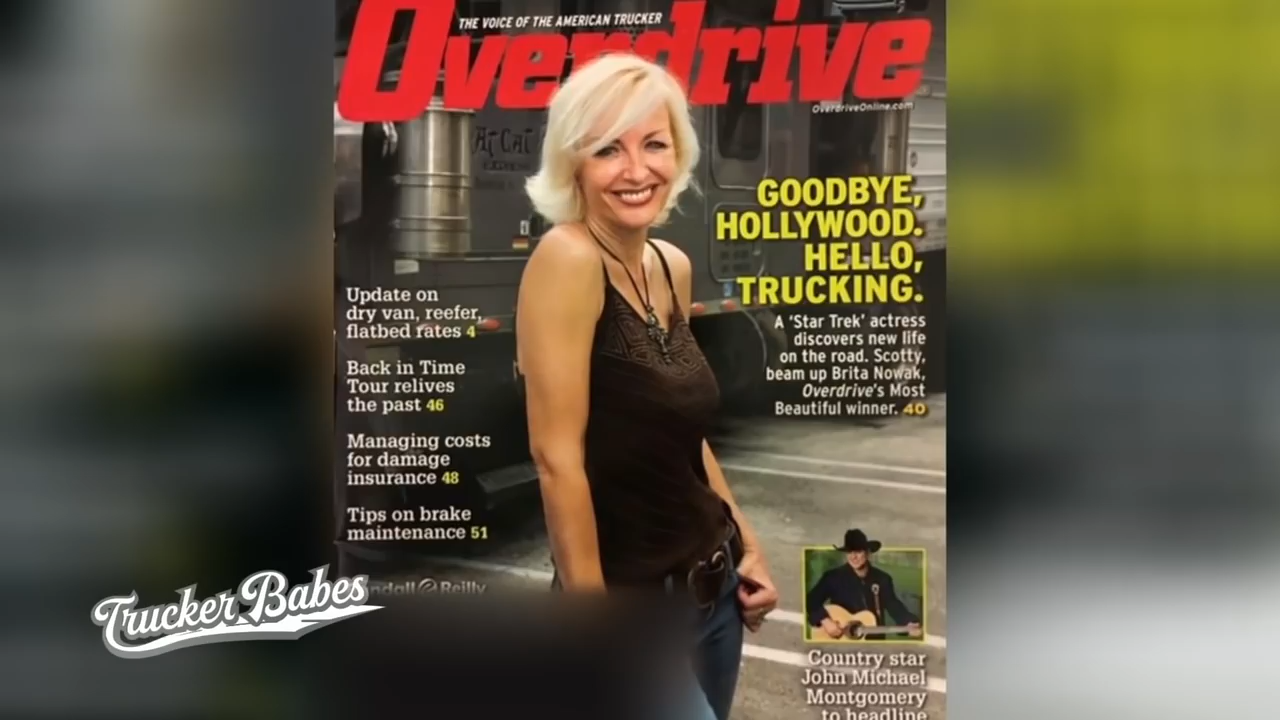 THE VOICE OF THE AMERICAN TRUCKER
Overdrive
OverdriveOnline.com
GOODBYE,
HOLLYWOOD.
HELLO,
TRUCKING.
A 'Star Trek' actress
discovers new life
on the road. Scotty,
beam up Brita Nowak,
Overdrive's Most
Beautiful winner. 40
Update on
dry van, reefer,
flatbed rates 4
Back in Time
Tour relives
the past 46
Managing costs
for damage
insurance 48
Tips on brake
maintenance 51
Reilly
Trucker Babes
Country star
John Michael
Montgomery
to headline